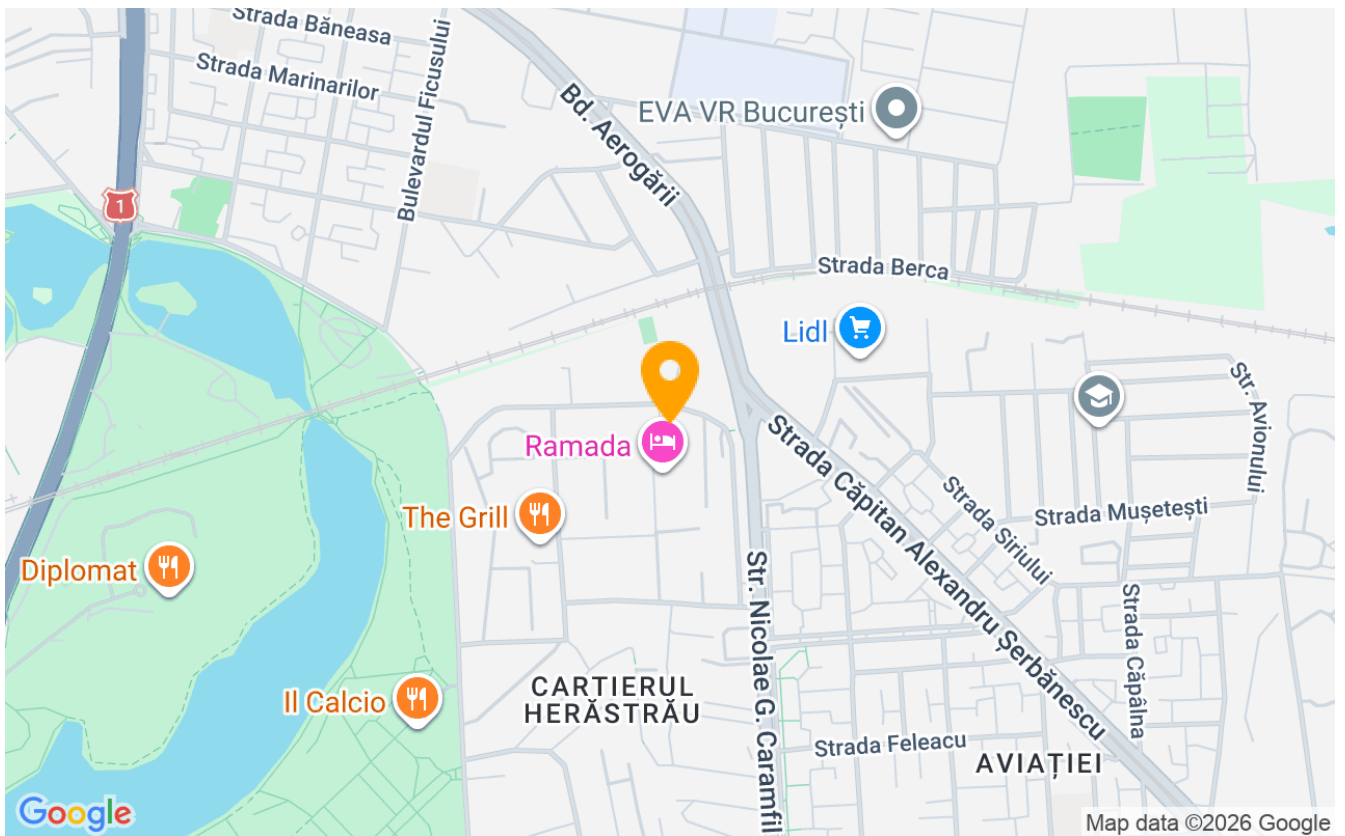 Strada Băneasa
Strada Marinarilor
Bulevardul Ficusului
Bd. Aerogării
EVA VR București
1
Strada Berca
Lidl
Str. Avionului
Ramada
Strada Căpitan Alexandru Șerbănescu
The Grill
Strada Siriului
Strada Mușetești
Diplomat
Str. Nicolae G. Caramfil
Strada Căpâlna
Il Calcio
CARTIERUL
HERĂSTRĂU
Strada Feleacu
AVIAȚIEI
Google
Map data ©2026 Google